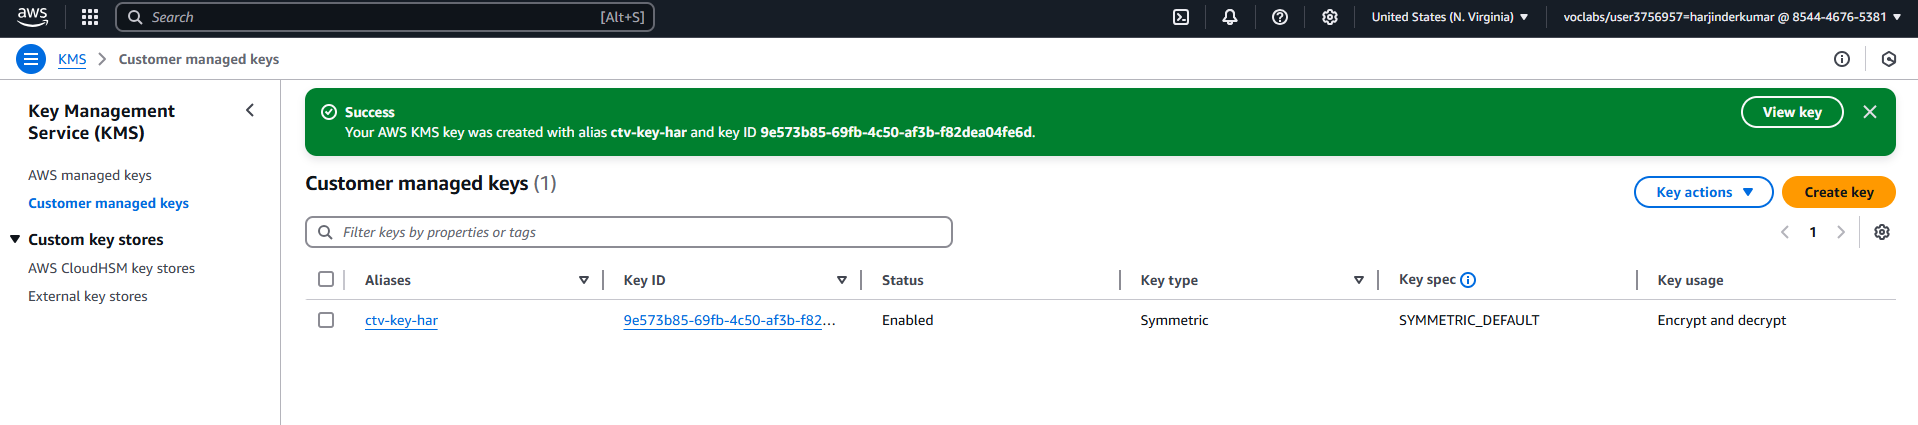 aws
Search [Alt+S]
United States (N. Virginia)
voclabs/user3756957=harjinderkumar @ 8544-4676-5381
KMS
Customer managed keys
Key Management
Service (KMS)
AWS managed keys
Customer managed keys
Custom key stores
AWS CloudHSM key stores
External key stores
Success
Your AWS KMS key was created with alias ctv-key-har and key ID 9e573b85-69fb-4c50-af3b-f82dea04fe6d.
View key
Customer managed keys (1)
Key actions
Create key
Filter keys by properties or tags
1
Aliases Key ID Status Key type Key spec Key usage
ctv-key-har 9e573b85-69fb-4c50-af3b-f82... Enabled Symmetric SYMMETRIC_DEFAULT Encrypt and decrypt